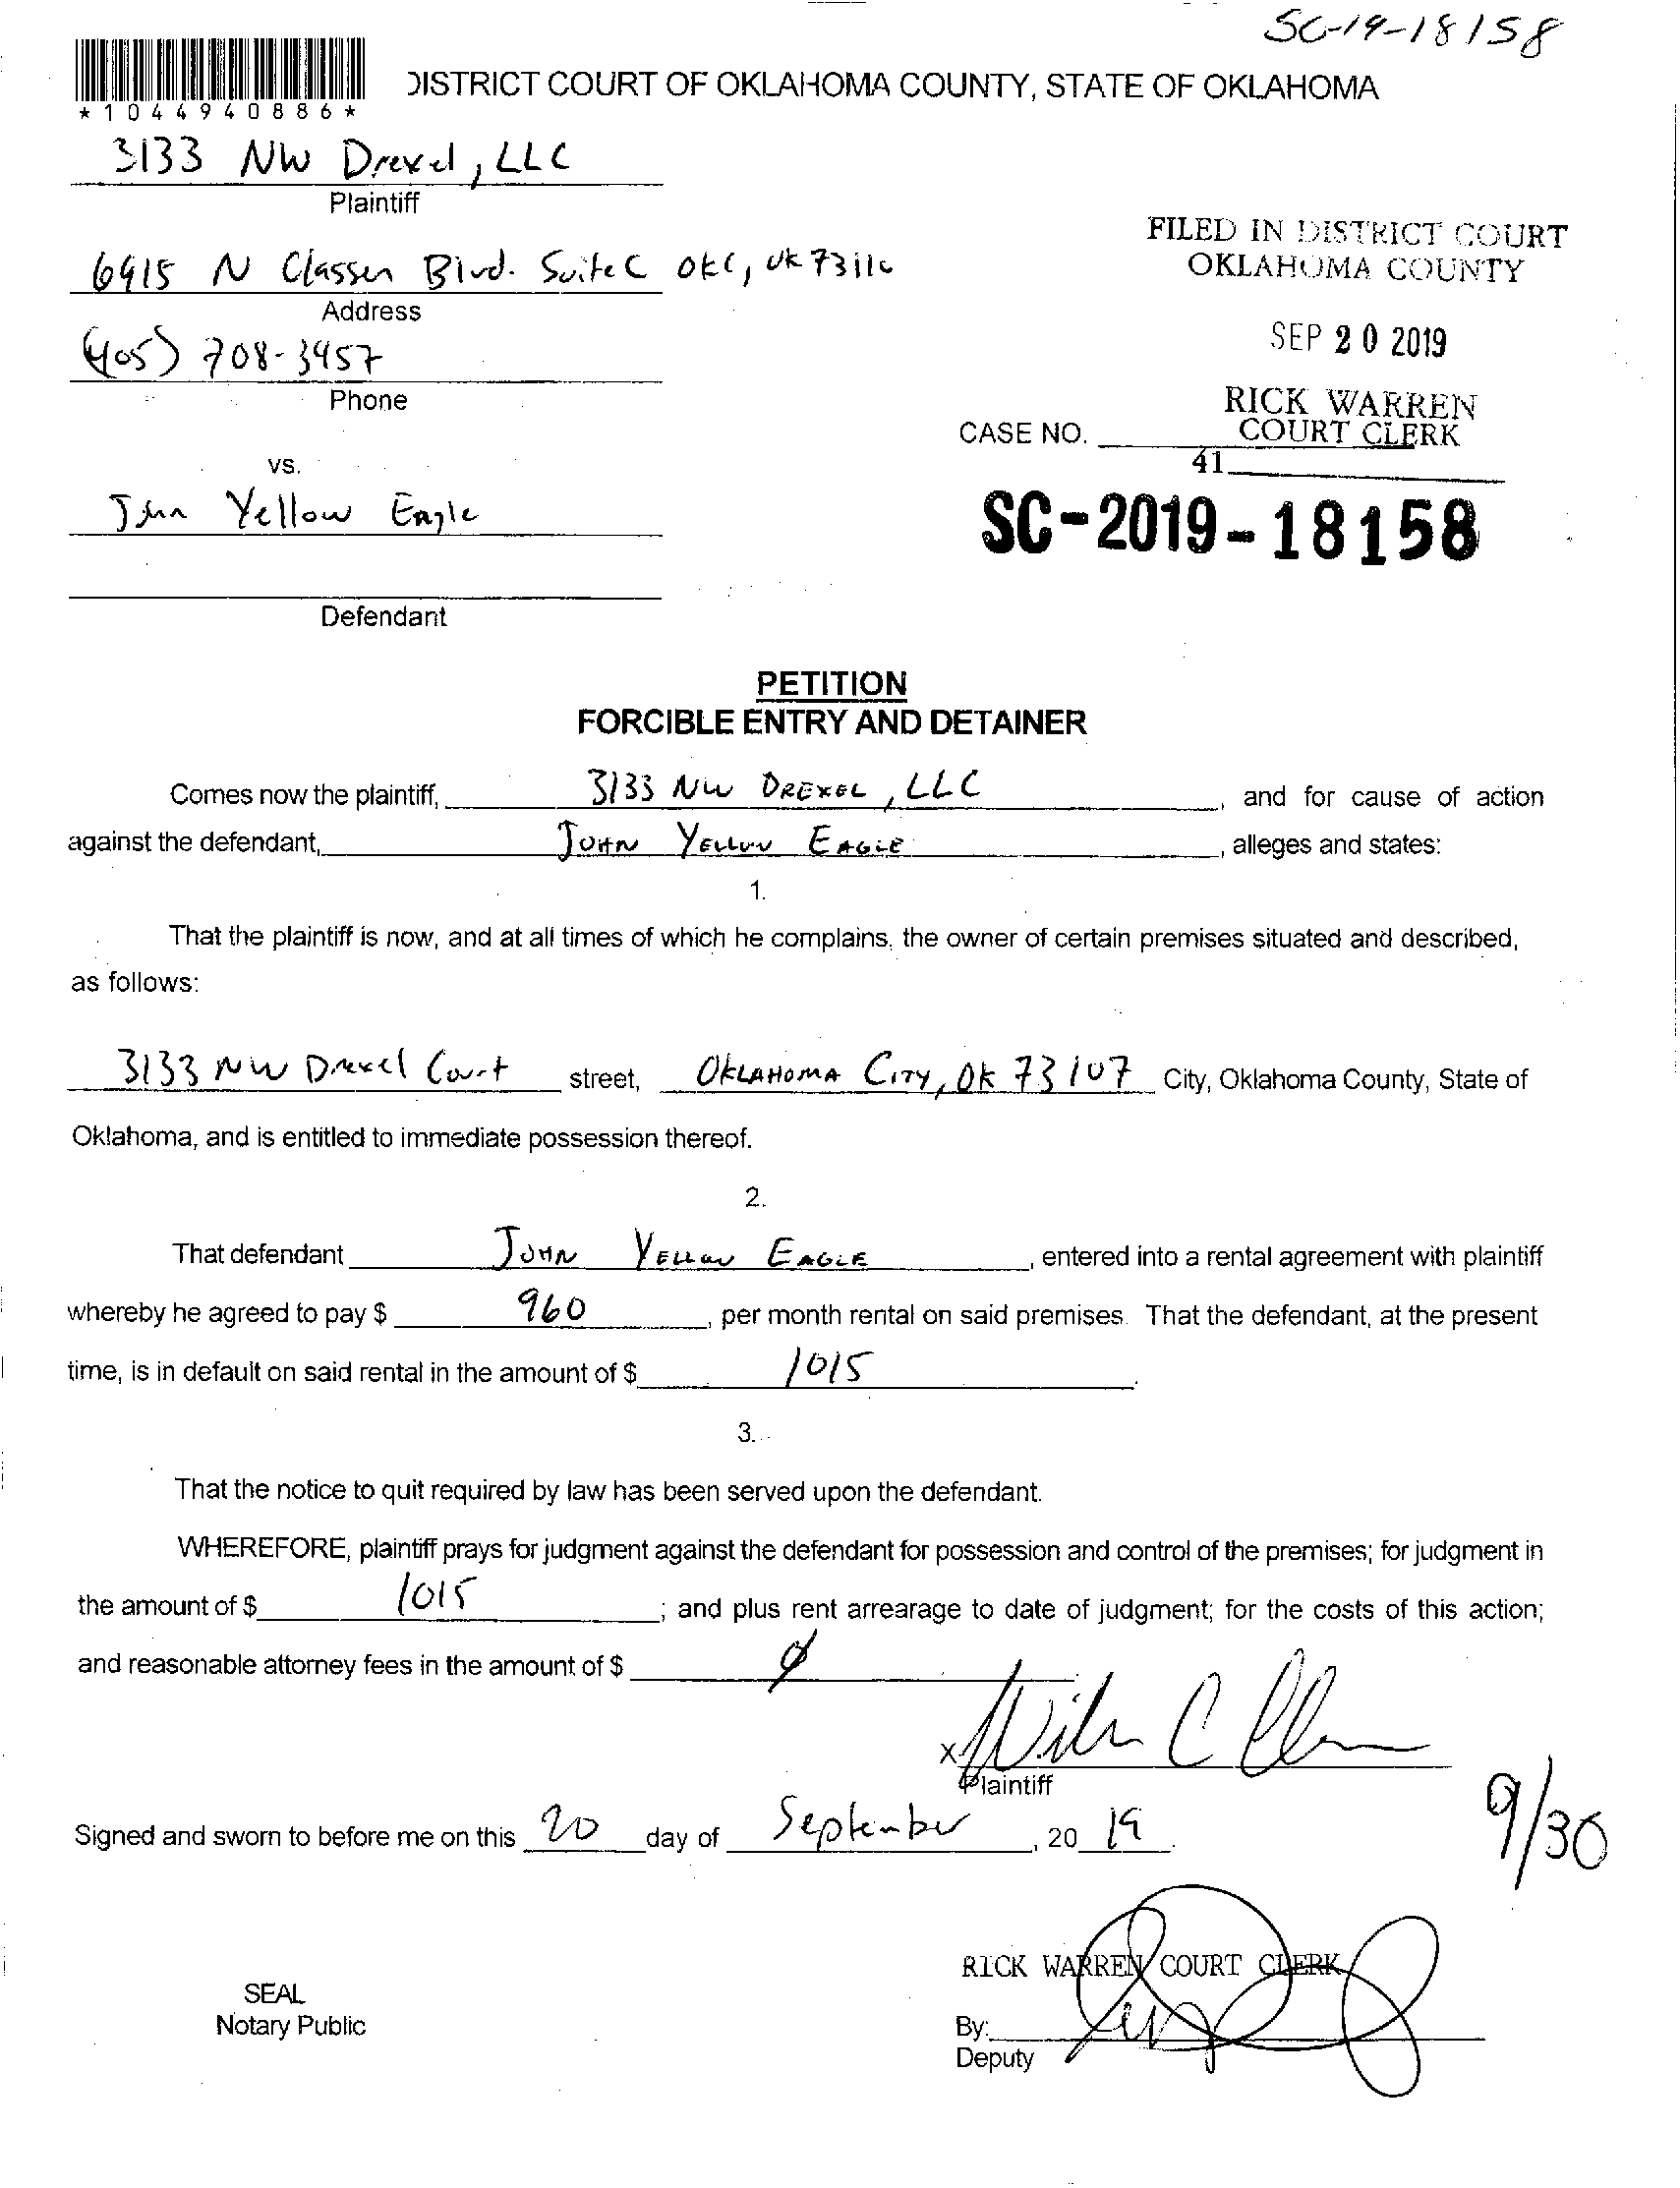 SC-19-18158
*1044940886*
DISTRICT COURT OF OKLAHOMA COUNTY, STATE OF OKLAHOMA
3133 NW Drexel, LLC
Plaintiff
6915 N Classen Blvd. Suite C OKC, OK 73116
Address
(405) 708-3457
Phone
vs.
John Yellow Eagle
Defendant
FILED IN DISTRICT COURT
OKLAHOMA COUNTY
SEP 20 2019
RICK WARREN
COURT CLERK
CASE NO.
41
SC-2019-18158
PETITION
FORCIBLE ENTRY AND DETAINER
Comes now the plaintiff, 3133 NW DREXEL, LLC, and for cause of action
against the defendant, JOHN YELLOW EAGLE, alleges and states:
1.
That the plaintiff is now, and at all times of which he complains, the owner of certain premises situated and described,
as follows:
3133 NW Drexel Court street, OKLAHOMA CITY, OK 73107 City, Oklahoma County, State of
Oklahoma, and is entitled to immediate possession thereof.
2.
That defendant JOHN YELLOW EAGLE, entered into a rental agreement with plaintiff
whereby he agreed to pay $ 960, per month rental on said premises. That the defendant, at the present
time, is in default on said rental in the amount of $ 1015.
3.
That the notice to quit required by law has been served upon the defendant.
WHEREFORE, plaintiff prays for judgment against the defendant for possession and control of the premises; for judgment in
the amount of $ 1015; and plus rent arrearage to date of judgment; for the costs of this action;
and reasonable attorney fees in the amount of $ 0
X
Plaintiff
Signed and sworn to before me on this 20 day of September, 20 19.
9/30
RICK WARREN COURT CLERK
SEAL
Notary Public
By:
Deputy